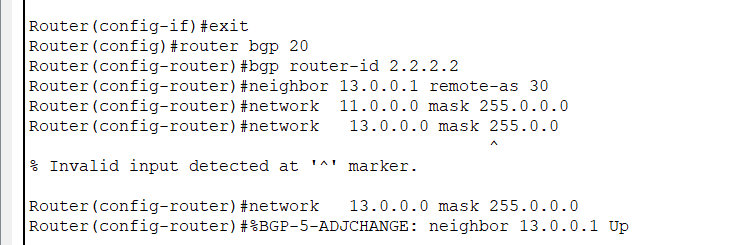 Router(config-if)#exit
Router(config)#router bgp 20
Router(config-router)#bgp router-id 2.2.2.2
Router(config-router)#neighbor 13.0.0.1 remote-as 30
Router(config-router)#network  11.0.0.0 mask 255.0.0.0
Router(config-router)#network   13.0.0.0 mask 255.0.0
^
% Invalid input detected at '^' marker.
Router(config-router)#network   13.0.0.0 mask 255.0.0.0
Router(config-router)#%BGP-5-ADJCHANGE: neighbor 13.0.0.1 Up